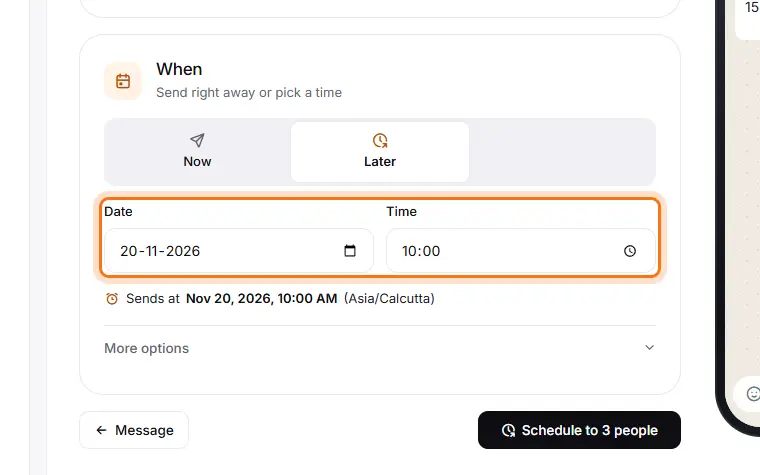 15
When
Send right away or pick a time
Now
Later
Date
Time
20-11-2026
10:00
Sends at Nov 20, 2026, 10:00 AM (Asia/Calcutta)
More options
Message
Schedule to 3 people